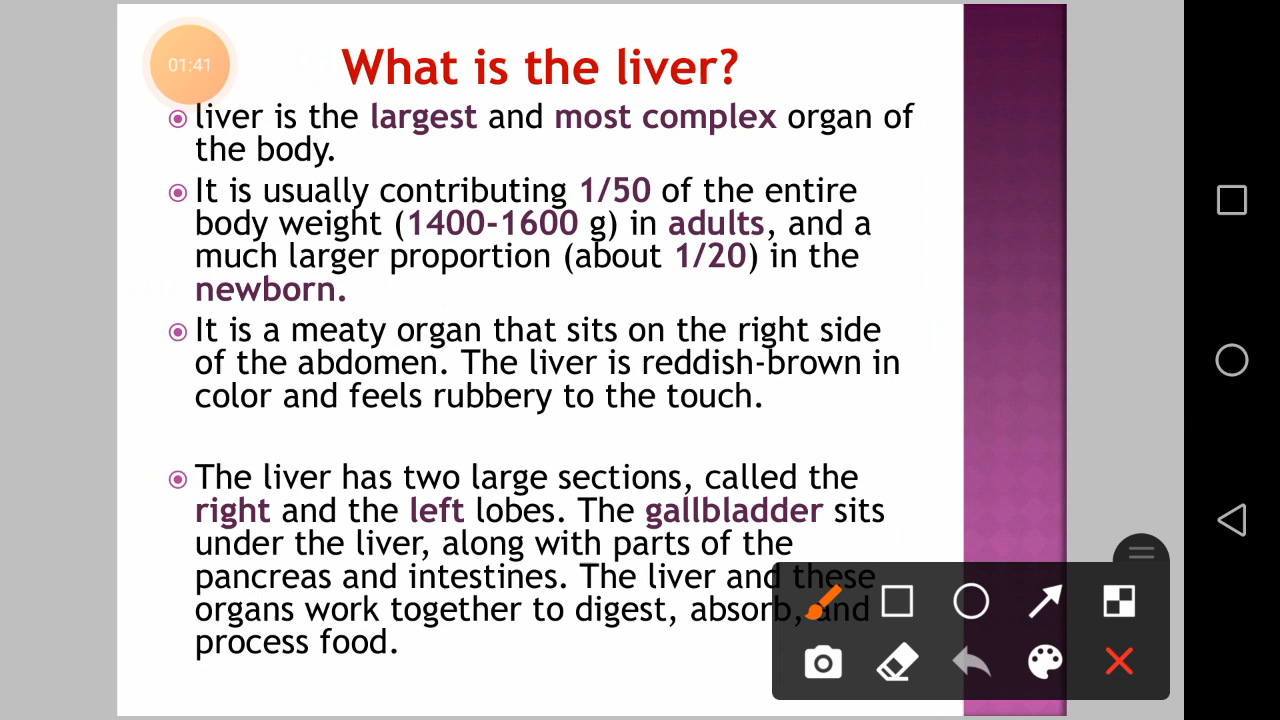 01:41
What is the liver?
liver is the largest and most complex organ of
the body.
It is usually contributing 1/50 of the entire
body weight (1400-1600 g) in adults, and a
much larger proportion (about 1/20) in the
newborn.
It is a meaty organ that sits on the right side
of the abdomen. The liver is reddish-brown in
color and feels rubbery to the touch.
The liver has two large sections, called the
right and the left lobes. The gallbladder sits
under the liver, along with parts of the
pancreas and intestines. The liver and these
organs work together to digest, absorb, and
process food.